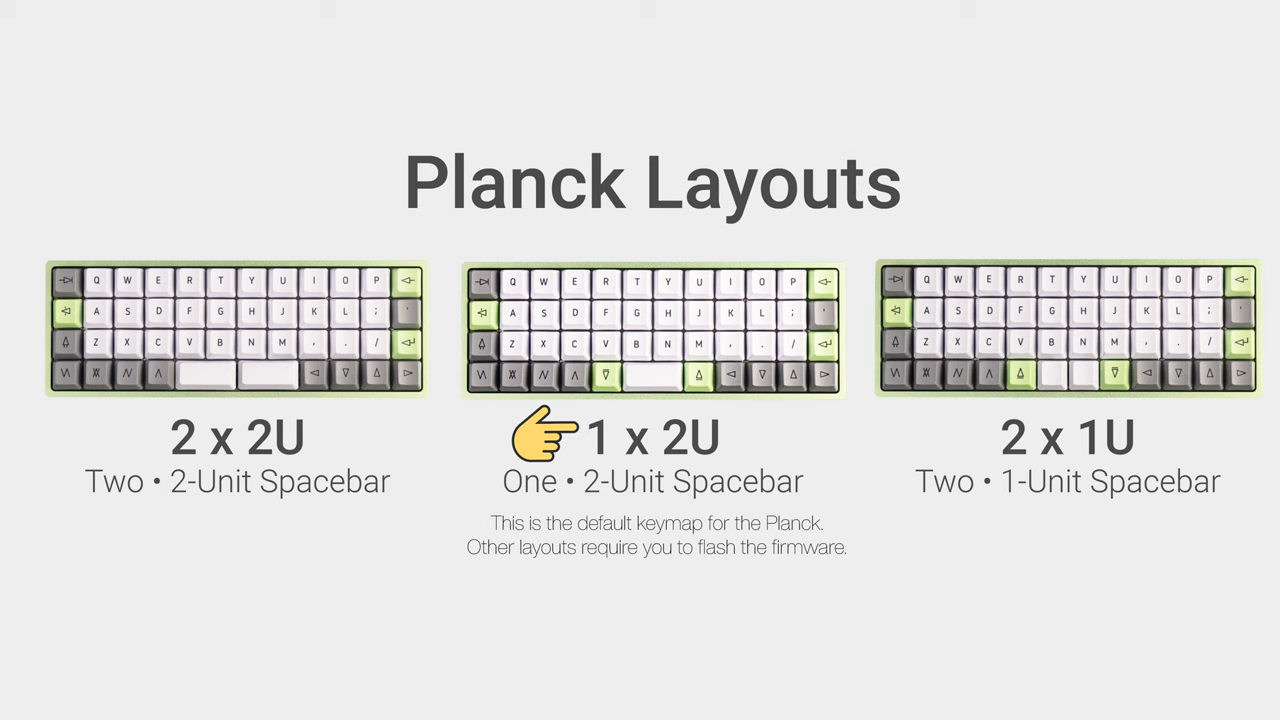 Planck Layouts
Q W E R T Y U I O P
A S D F G H J K L ; '
Z X C V B N M , . /
2 x 2U
Two • 2-Unit Spacebar
Q W E R T Y U I O P
A S D F G H J K L ; '
Z X C V B N M , . /
1 x 2U
One • 2-Unit Spacebar
This is the default keymap for the Planck.
Other layouts require you to flash the firmware.
Q W E R T Y U I O P
A S D F G H J K L ; '
Z X C V B N M , . /
2 x 1U
Two • 1-Unit Spacebar